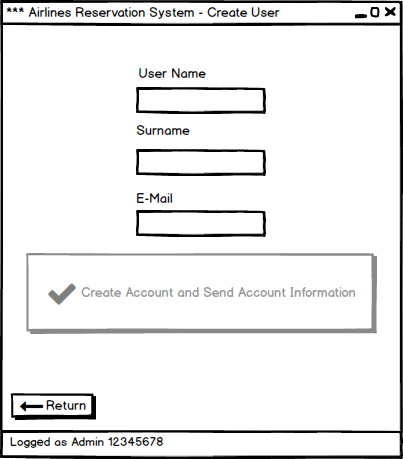 *** Airlines Reservation System - Create User
User Name
Surname
E-Mail
Create Account and Send Account Information
Return
Logged as Admin 12345678